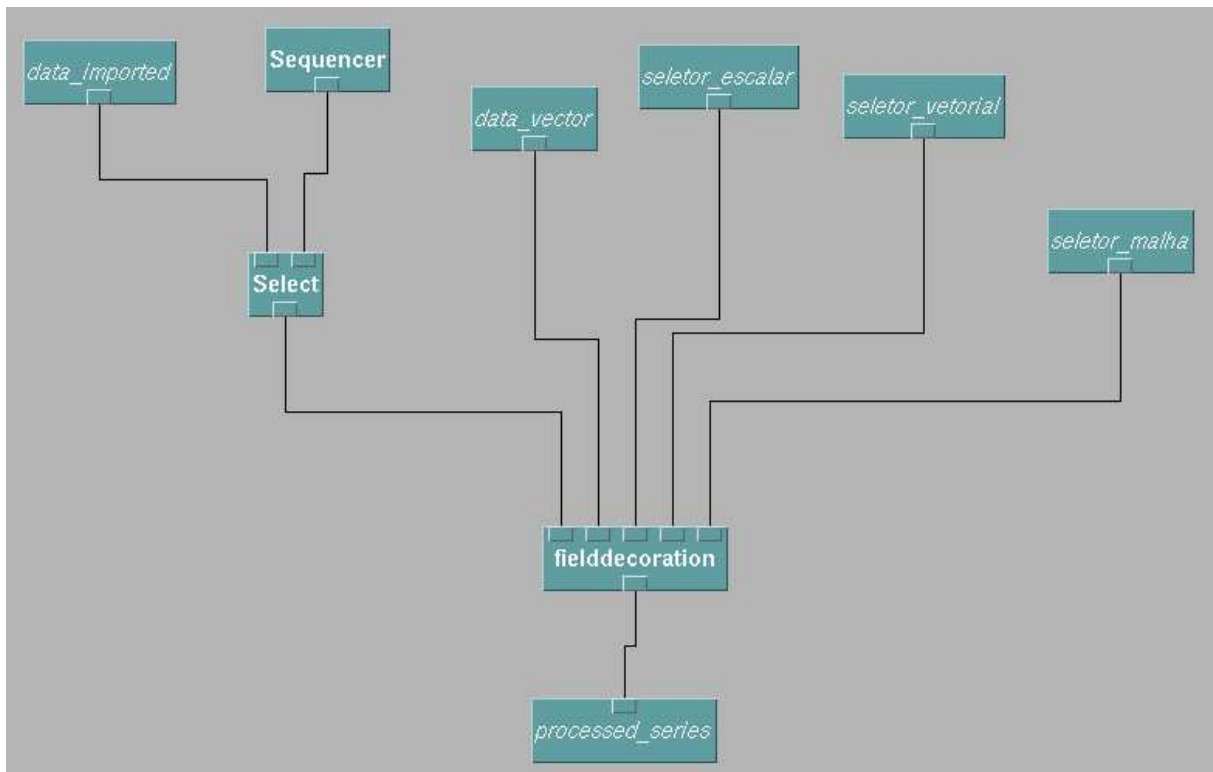 data_imported
Sequencer
data_vector
seletor_escalar
seletor_vetorial
seletor_malha
Select
fielddecoration
processed_series